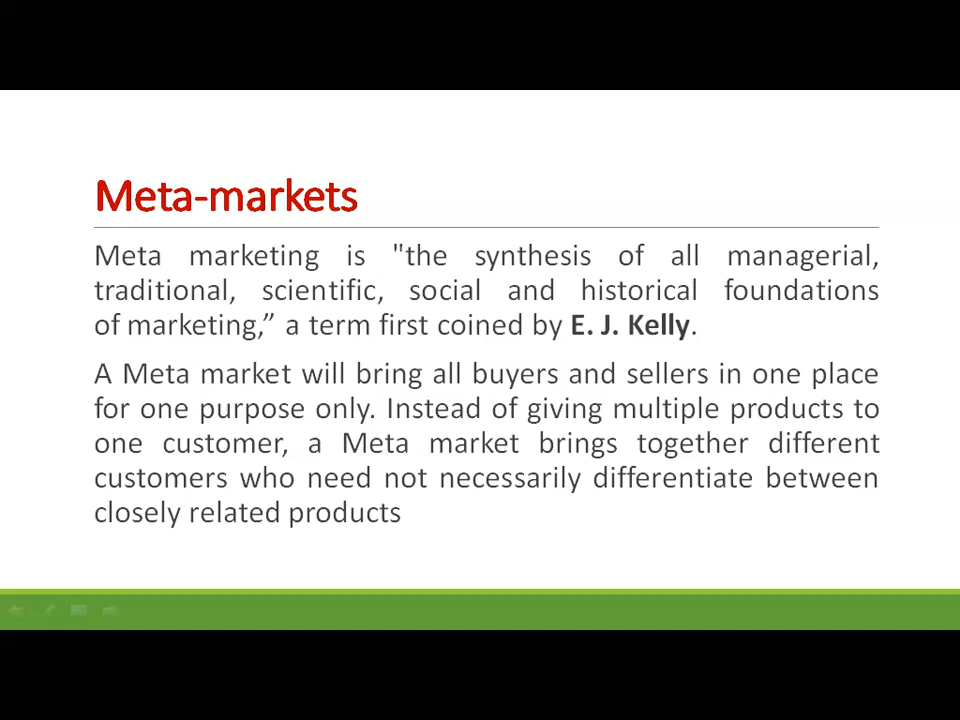 Meta-markets
Meta marketing is "the synthesis of all managerial,
traditional, scientific, social and historical foundations
of marketing,” a term first coined by E. J. Kelly.
A Meta market will bring all buyers and sellers in one place
for one purpose only. Instead of giving multiple products to
one customer, a Meta market brings together different
customers who need not necessarily differentiate between
closely related products